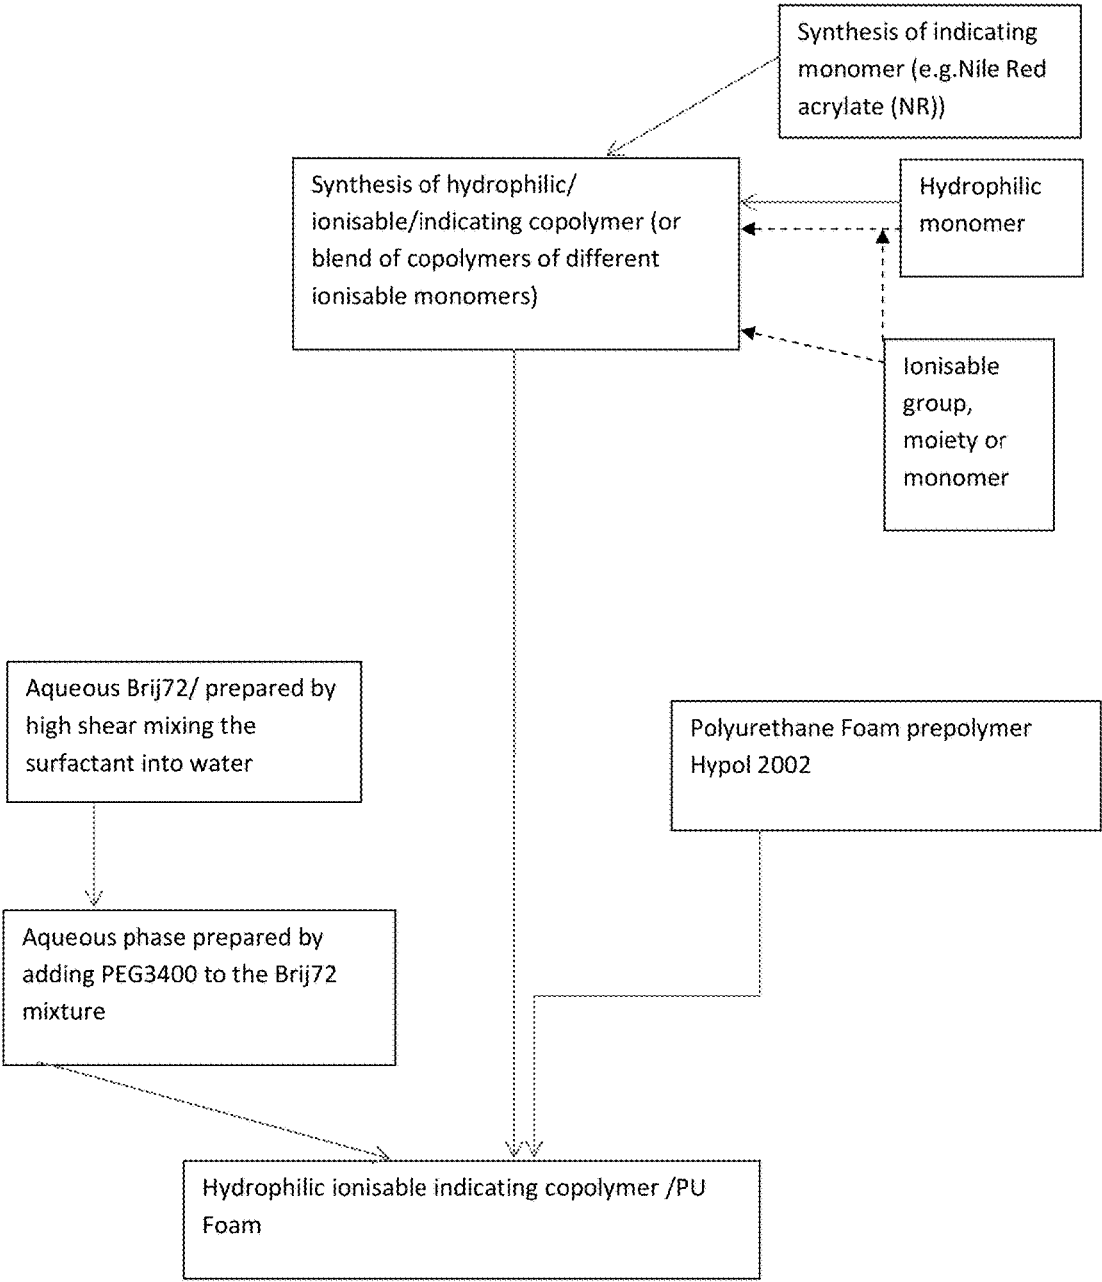 Synthesis of indicating
monomer (e.g.Nile Red
acrylate (NR))
Synthesis of hydrophilic/
ionisable/indicating copolymer (or
blend of copolymers of different
ionisable monomers)
Hydrophilic
monomer
Ionisable
group,
moiety or
monomer
Aqueous Brij72/ prepared by
high shear mixing the
surfactant into water
Polyurethane Foam prepolymer
Hypol 2002
Aqueous phase prepared by
adding PEG3400 to the Brij72
mixture
Hydrophilic ionisable indicating copolymer /PU
Foam